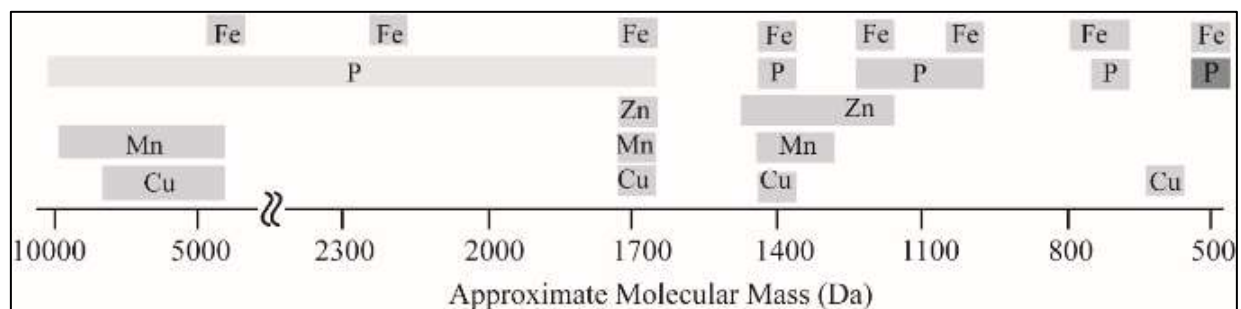 Fe Fe Fe Fe Fe Fe Fe Fe
P P P P P
Zn Zn
Mn Mn Mn
Cu Cu Cu Cu
10000 5000 2300 2000 1700 1400 1100 800 500
Approximate Molecular Mass (Da)